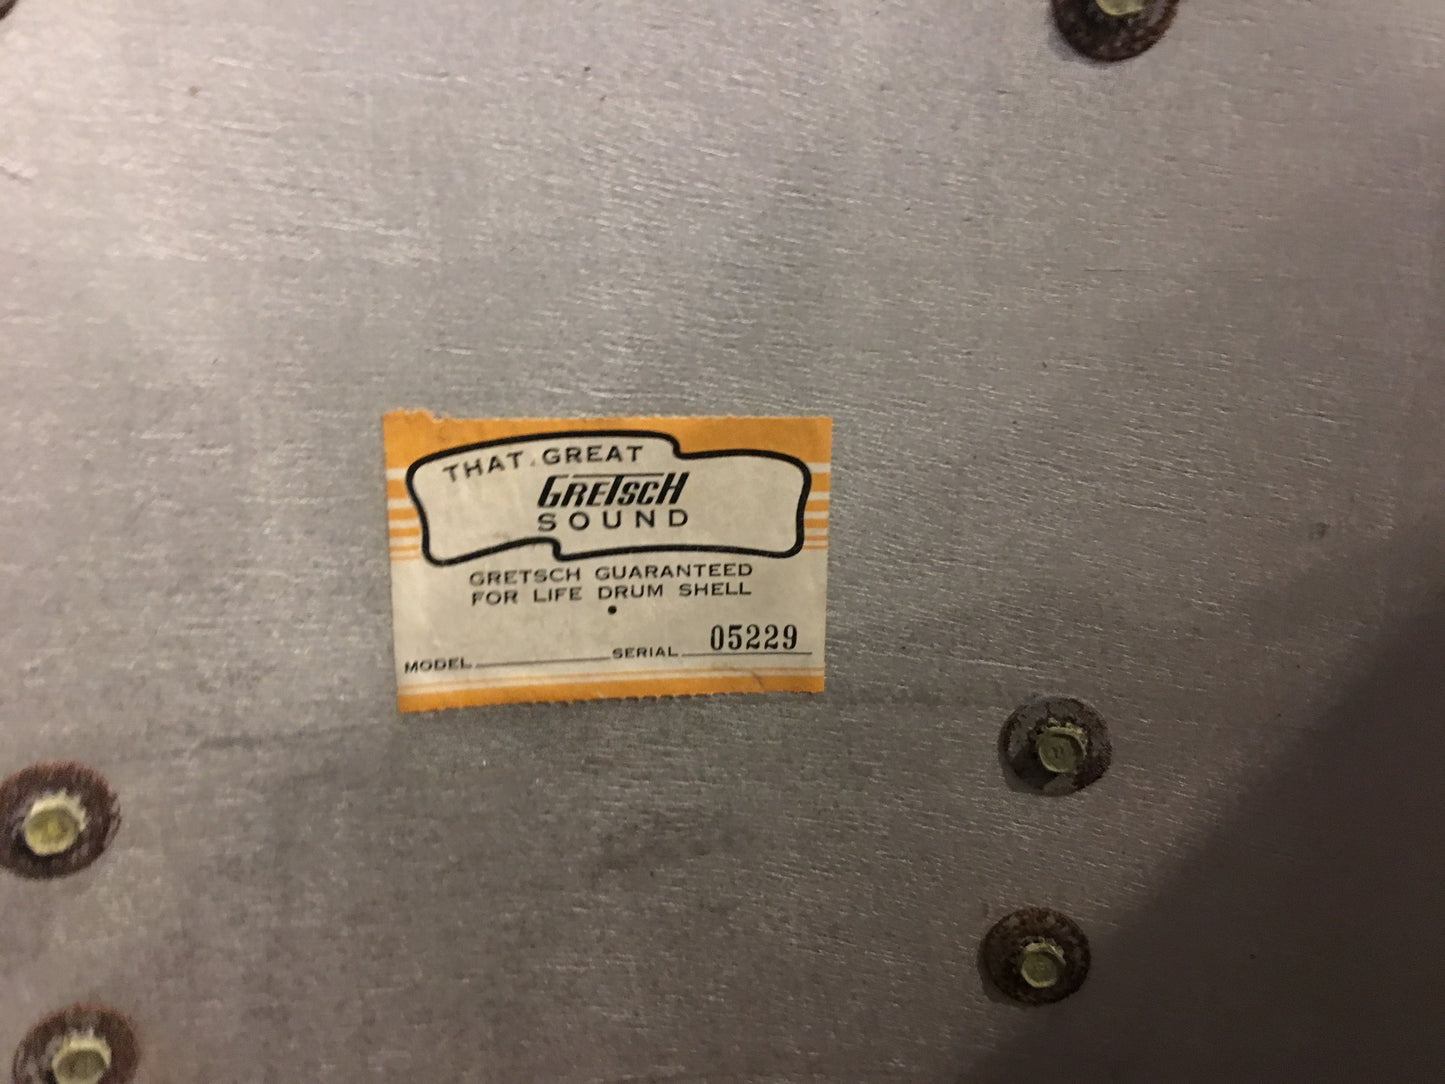 THAT GREAT
GRETSCH
SOUND
GRETSCH GUARANTEED
FOR LIFE DRUM SHELL
MODEL SERIAL 05229